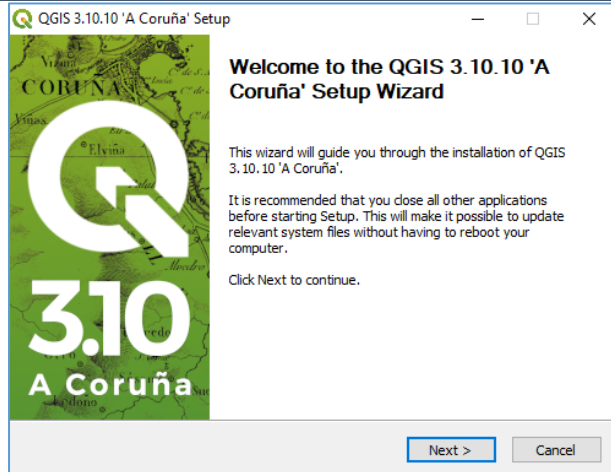 QGIS 3.10.10 'A Coruña' Setup
Welcome to the QGIS 3.10.10 'A
Coruña' Setup Wizard
This wizard will guide you through the installation of QGIS
3.10.10 'A Coruña'.
It is recommended that you close all other applications
before starting Setup. This will make it possible to update
relevant system files without having to reboot your
computer.
Click Next to continue.
CORUÑA
Elviña
3.10
A Coruña
Next >
Cancel